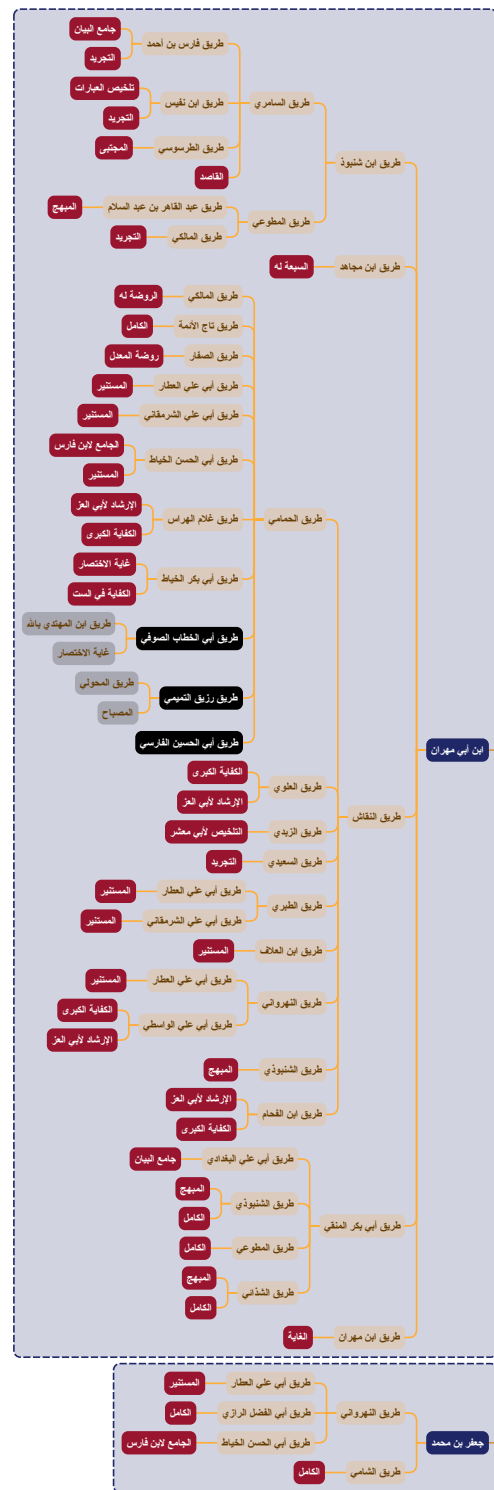 ابن أبي مهران
طريق ابن شنبوذ
طريق السامري
طريق فارس بن أحمد
جامع البيان
التجريد
طريق ابن نفيس
تلخيص العبارات
التجريد
طريق الطرسوسي
المجتبى
القاصد
طريق المطوعي
طريق عبد القاهر بن عبد السلام
المبهج
طريق المالكي
التجريد
طريق ابن مجاهد
السبعة له
طريق النقاش
طريق الحمامي
طريق المالكي
الروضة له
طريق تاج الأئمة
الكامل
طريق الصفار
روضة المعدل
طريق أبي علي العطار
المستنير
طريق أبي علي الشرمقاني
المستنير
طريق أبي الحسن الخياط
الجامع لابن فارس
المستنير
طريق غلام الهراس
الإرشاد لأبي العز
الكفاية الكبرى
طريق أبي بكر الخياط
غاية الاختصار
الكفاية في الست
طريق أبي الخطاب الصوفي
طريق ابن المهتدي بالله
غاية الاختصار
طريق رزيق التميمي
طريق المحولي
المصباح
طريق أبي الحسين الفارسي
طريق العلوي
الكفاية الكبرى
الإرشاد لأبي العز
طريق الزيدي
التلخيص لأبي معشر
طريق السعيدي
التجريد
طريق الطبري
طريق أبي علي العطار
المستنير
طريق أبي علي الشرمقاني
المستنير
طريق ابن العلاف
المستنير
طريق النهرواني
طريق أبي علي العطار
المستنير
طريق أبي علي الواسطي
الكفاية الكبرى
الإرشاد لأبي العز
طريق الشنبوذي
المبهج
طريق ابن الفحام
الإرشاد لأبي العز
الكفاية الكبرى
طريق أبي بكر المنقي
طريق أبي علي البغدادي
جامع البيان
طريق الشنبوذي
المبهج
الكامل
طريق المطوعي
الكامل
طريق الشذائي
المبهج
الكامل
طريق ابن مهران
الغاية
جعفر بن محمد
طريق النهرواني
طريق أبي علي العطار
المستنير
طريق أبي الفضل الرازي
الكامل
طريق أبي الحسن الخياط
الجامع لابن فارس
طريق الشامي
الكامل